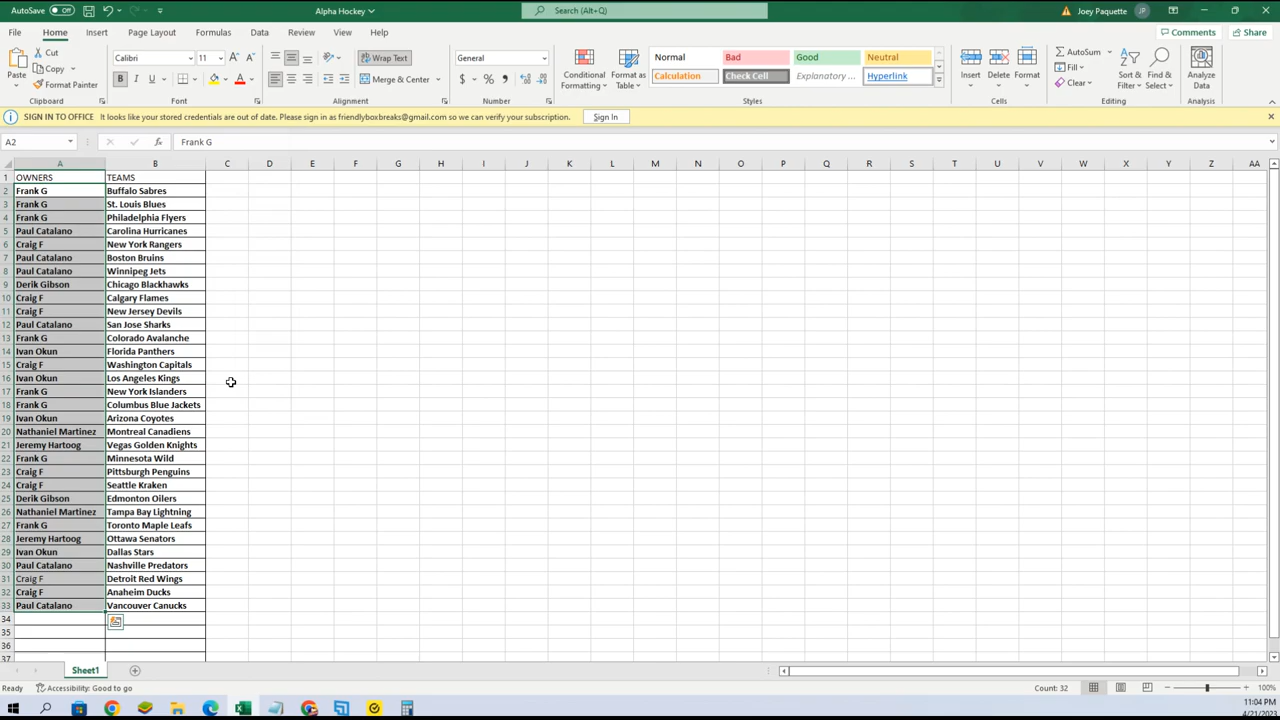 AutoSave Off Alpha Hockey Search (Alt+Q) Joey Paquette JP
File Home Insert Page Layout Formulas Data Review View Help Comments Share
Paste Cut Copy Format Painter Clipboard
Calibri 11 B I U A Font
Wrap Text Merge & Center Alignment
General $ % , Number
Conditional Formatting Format as Table
Normal Bad Good Neutral
Calculation Check Cell Explanatory ... Hyperlink
Styles
Insert Delete Format Cells
AutoSum Fill Clear Sort & Filter Find & Select Editing
Analyze Data Analysis
SIGN IN TO OFFICE It looks like your stored credentials are out of date. Please sign in as friendlyboxbreaks@gmail.com so we can verify your subscription. Sign In
A2 fx Frank G
A B C D E F G H I J K L M N O P Q R S T U V W X Y Z AA
1 OWNERS TEAMS
2 Frank G Buffalo Sabres
3 Frank G St. Louis Blues
4 Frank G Philadelphia Flyers
5 Paul Catalano Carolina Hurricanes
6 Craig F New York Rangers
7 Paul Catalano Boston Bruins
8 Paul Catalano Winnipeg Jets
9 Derik Gibson Chicago Blackhawks
10 Craig F Calgary Flames
11 Craig F New Jersey Devils
12 Paul Catalano San Jose Sharks
13 Frank G Colorado Avalanche
14 Ivan Okun Florida Panthers
15 Craig F Washington Capitals
16 Ivan Okun Los Angeles Kings
17 Frank G New York Islanders
18 Frank G Columbus Blue Jackets
19 Ivan Okun Arizona Coyotes
20 Nathaniel Martinez Montreal Canadiens
21 Jeremy Hartoog Vegas Golden Knights
22 Frank G Minnesota Wild
23 Craig F Pittsburgh Penguins
24 Craig F Seattle Kraken
25 Derik Gibson Edmonton Oilers
26 Nathaniel Martinez Tampa Bay Lightning
27 Frank G Toronto Maple Leafs
28 Jeremy Hartoog Ottawa Senators
29 Ivan Okun Dallas Stars
30 Paul Catalano Nashville Predators
31 Craig F Detroit Red Wings
32 Craig F Anaheim Ducks
33 Paul Catalano Vancouver Canucks
34
35
36
37
Sheet1
Ready Accessibility: Good to go Count: 32 100%
11:04 PM
4/21/2023